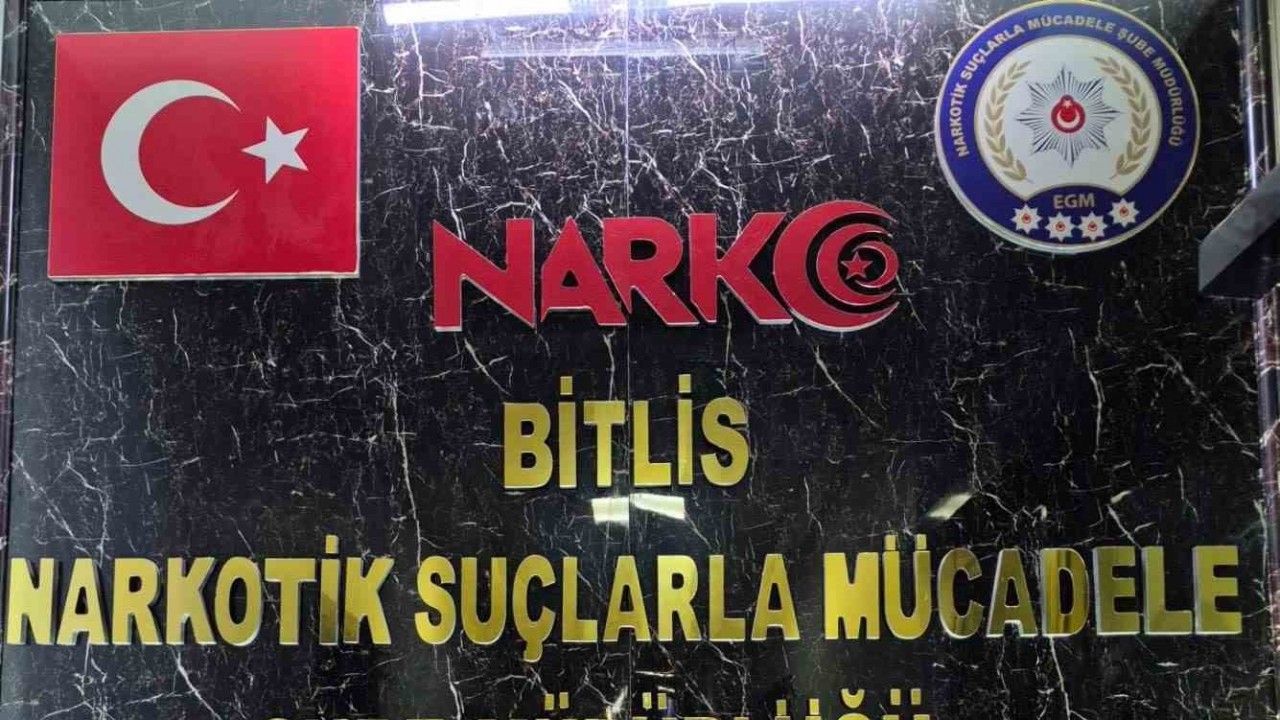 NARKOTİK SUÇLARLA MÜCADELE ŞUBE MÜDÜRLÜĞÜ
EGM
NARKO
BİTLİS
NARKOTİK SUÇLARLA MÜCADELE